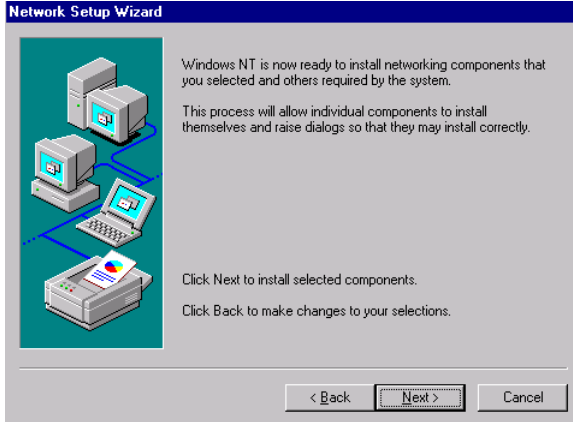 Network Setup Wizard
Windows NT is now ready to install networking components that
you selected and others required by the system.
This process will allow individual components to install
themselves and raise dialogs so that they may install correctly.
Click Next to install selected components.
Click Back to make changes to your selections.
< Back Next > Cancel